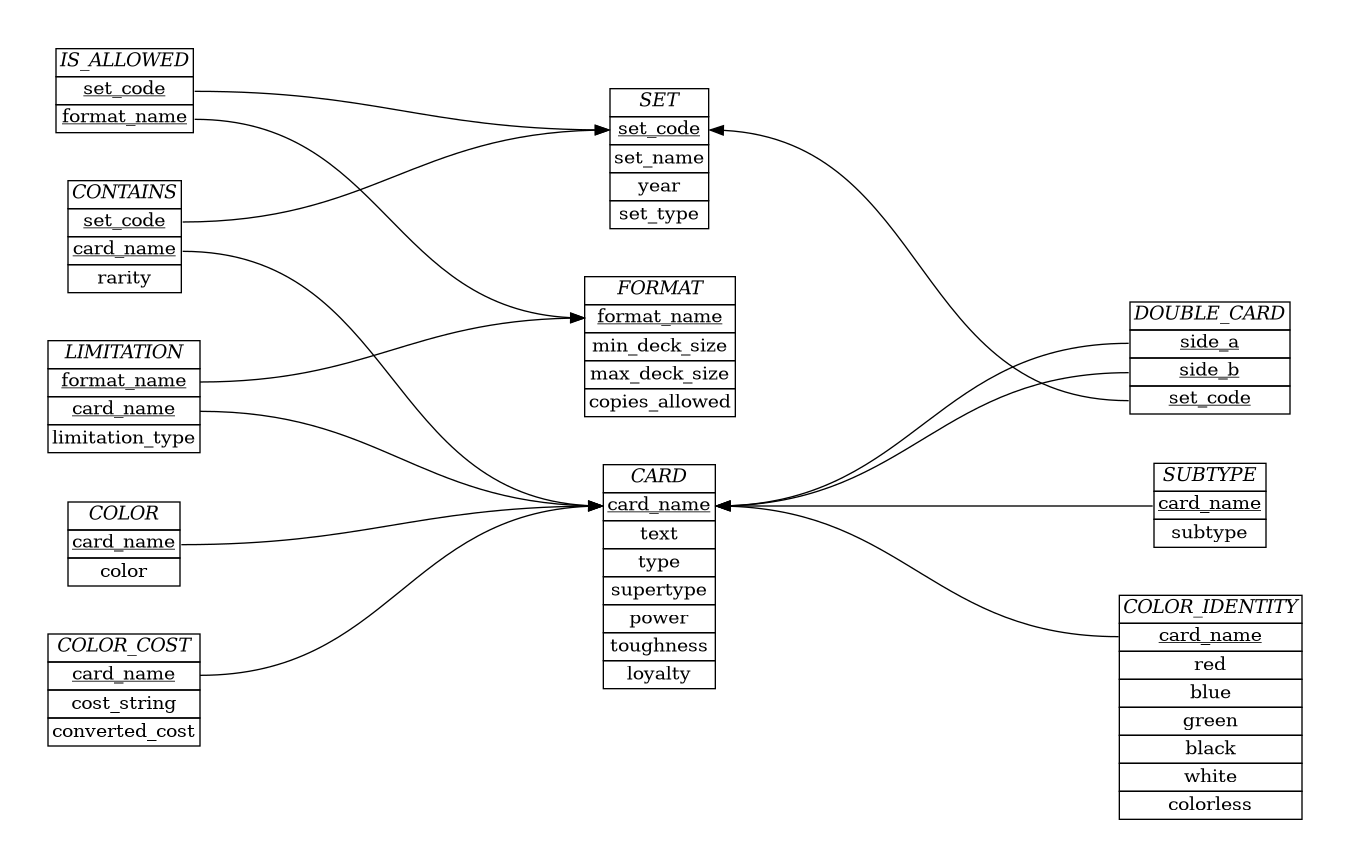 IS_ALLOWED
set_code
format_name
CONTAINS
set_code
card_name
rarity
LIMITATION
format_name
card_name
limitation_type
COLOR
card_name
color
COLOR_COST
card_name
cost_string
converted_cost
SET
set_code
set_name
year
set_type
FORMAT
format_name
min_deck_size
max_deck_size
copies_allowed
CARD
card_name
text
type
supertype
power
toughness
loyalty
DOUBLE_CARD
side_a
side_b
set_code
SUBTYPE
card_name
subtype
COLOR_IDENTITY
card_name
red
blue
green
black
white
colorless